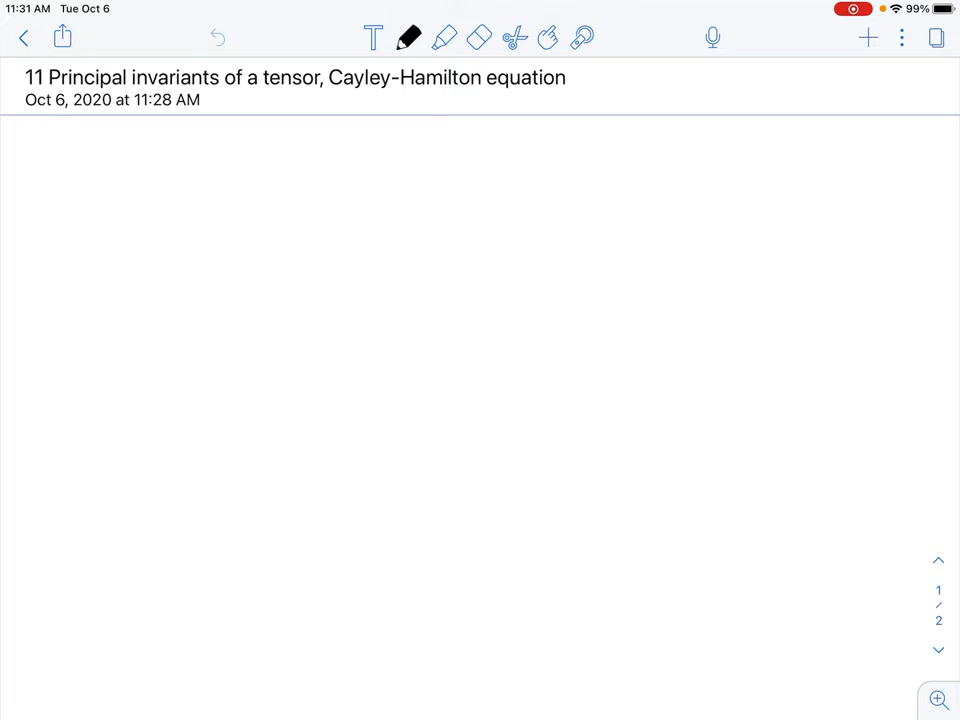 11:31 AM Tue Oct 6
99%
T
11 Principal invariants of a tensor, Cayley-Hamilton equation
Oct 6, 2020 at 11:28 AM
1
/
2